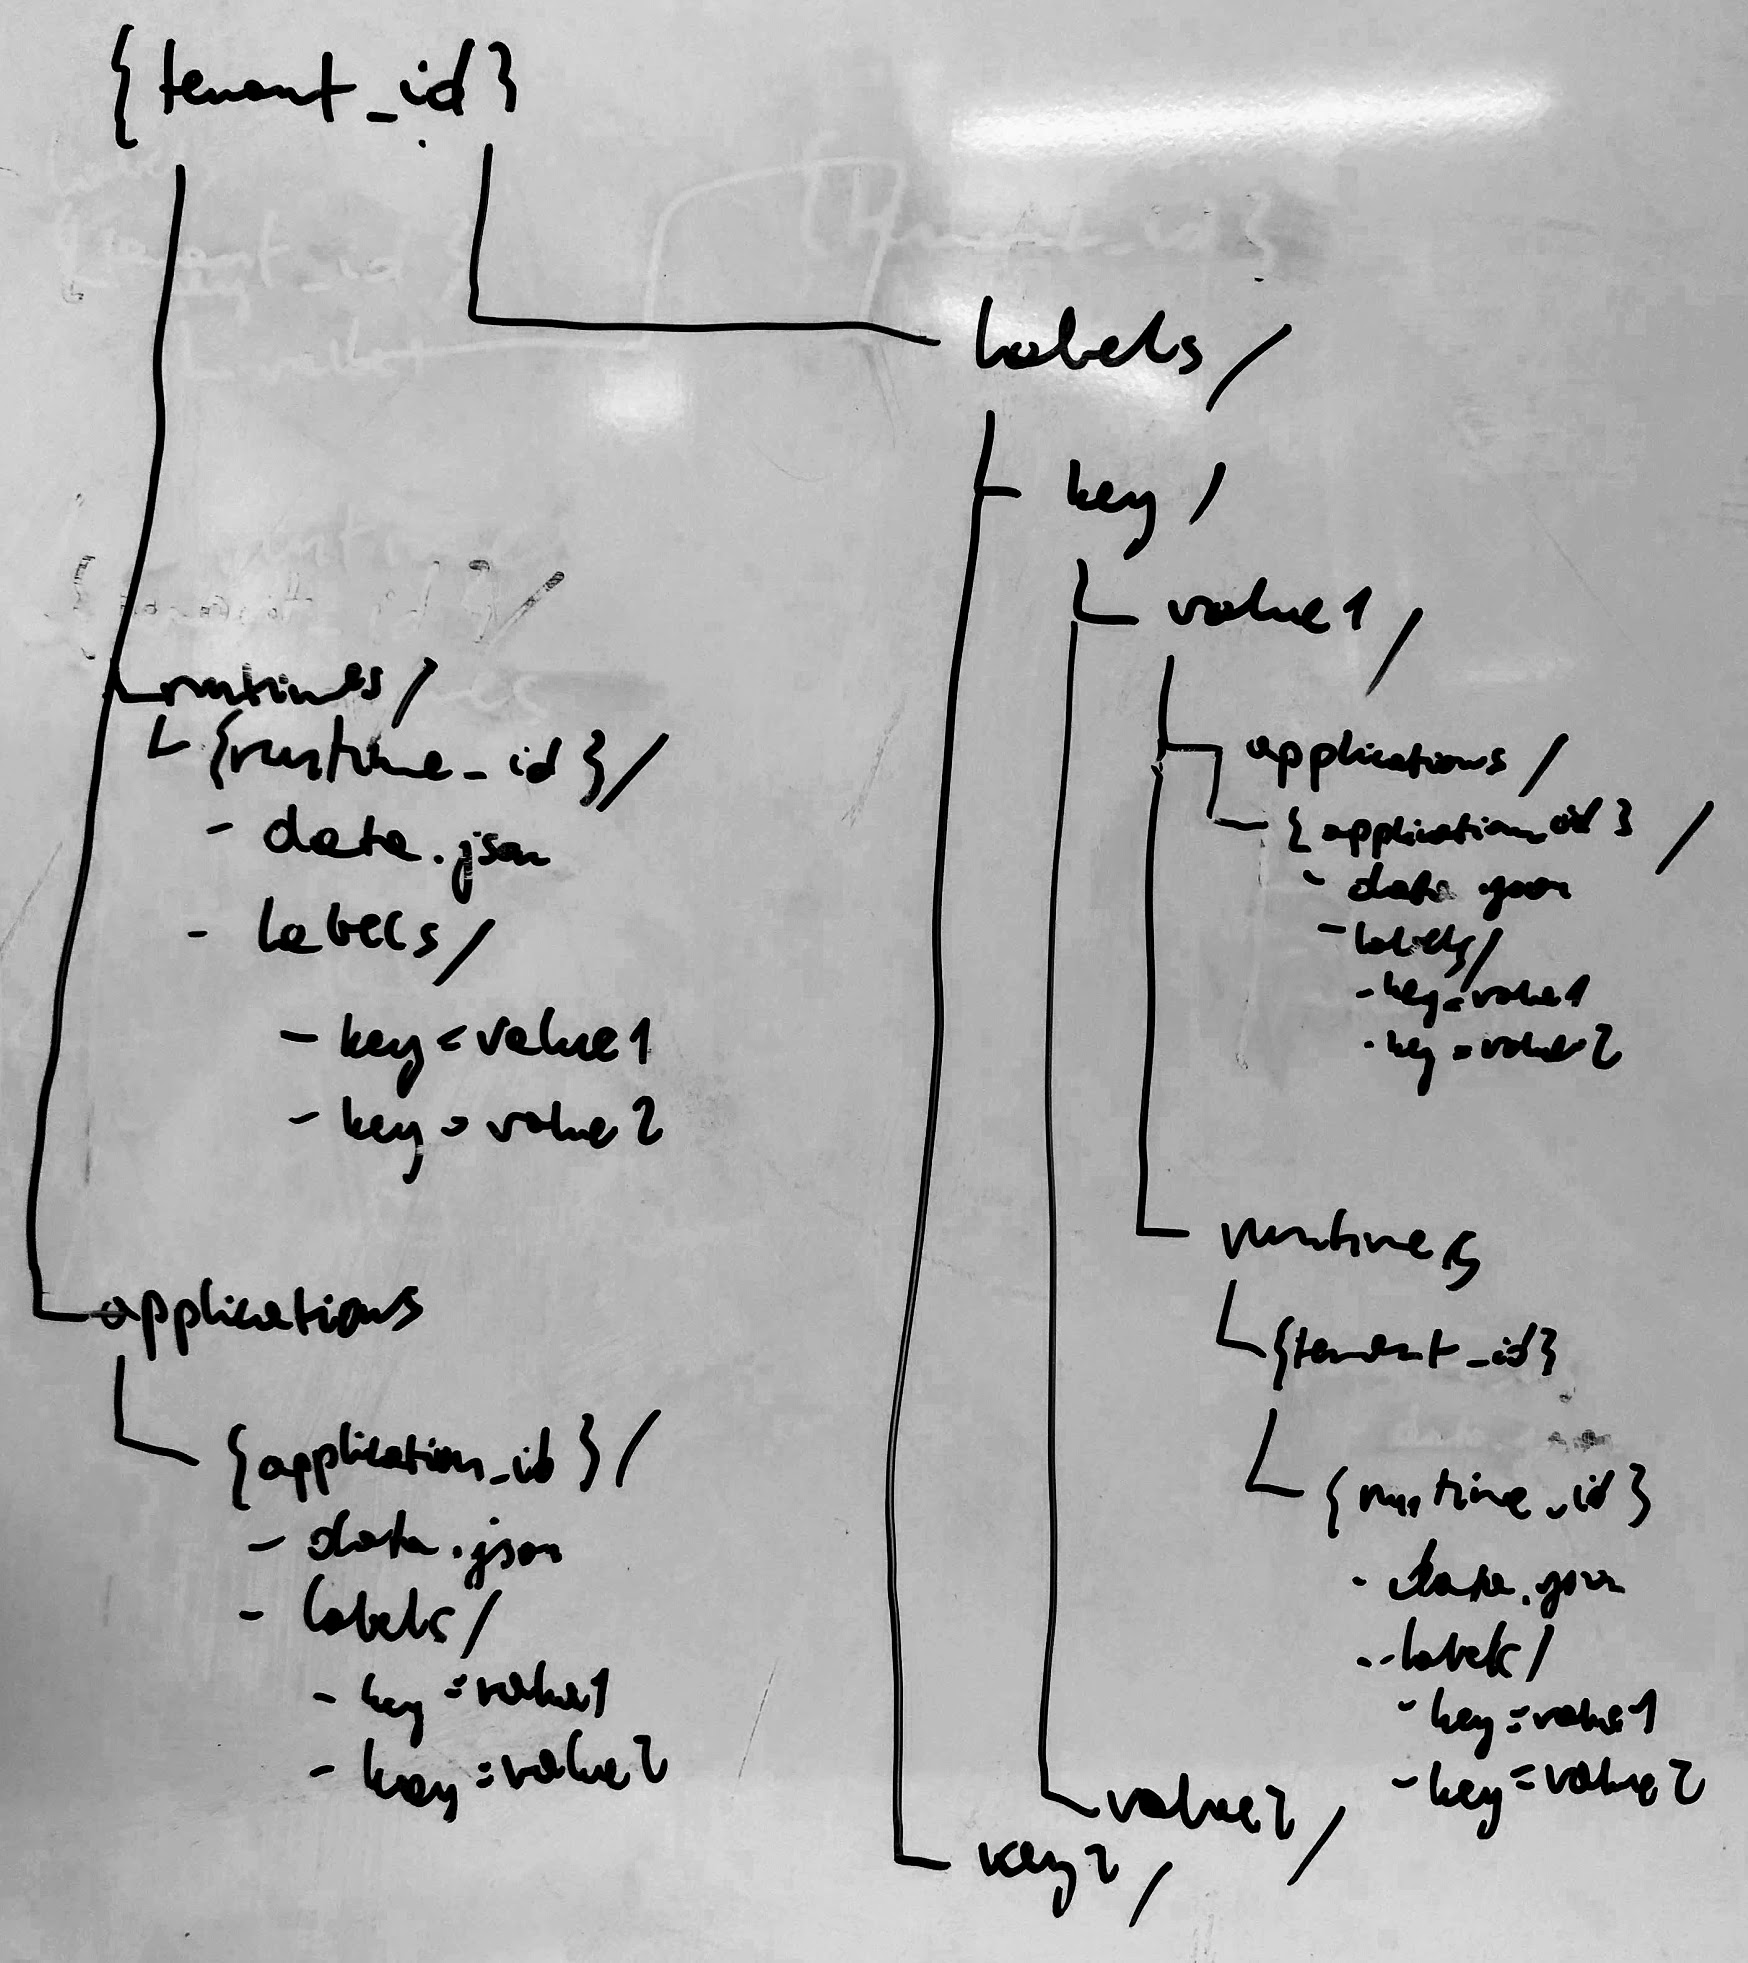 {tenant_id}
runtimes/
{runtime_id}/
- data.json
- labels/
- key=value1
- key=value2
applications
{application_id}/
- data.json
- labels/
- key=value1
- key=value2
labels/
key/
value1/
applications/
{application_id}/
- data.json
- labels/
- key=value1
- key=value2
runtimes
{tenant_id}
{runtime_id}
- data.json
- labels/
- key=value1
- key=value2
value2/
key2/